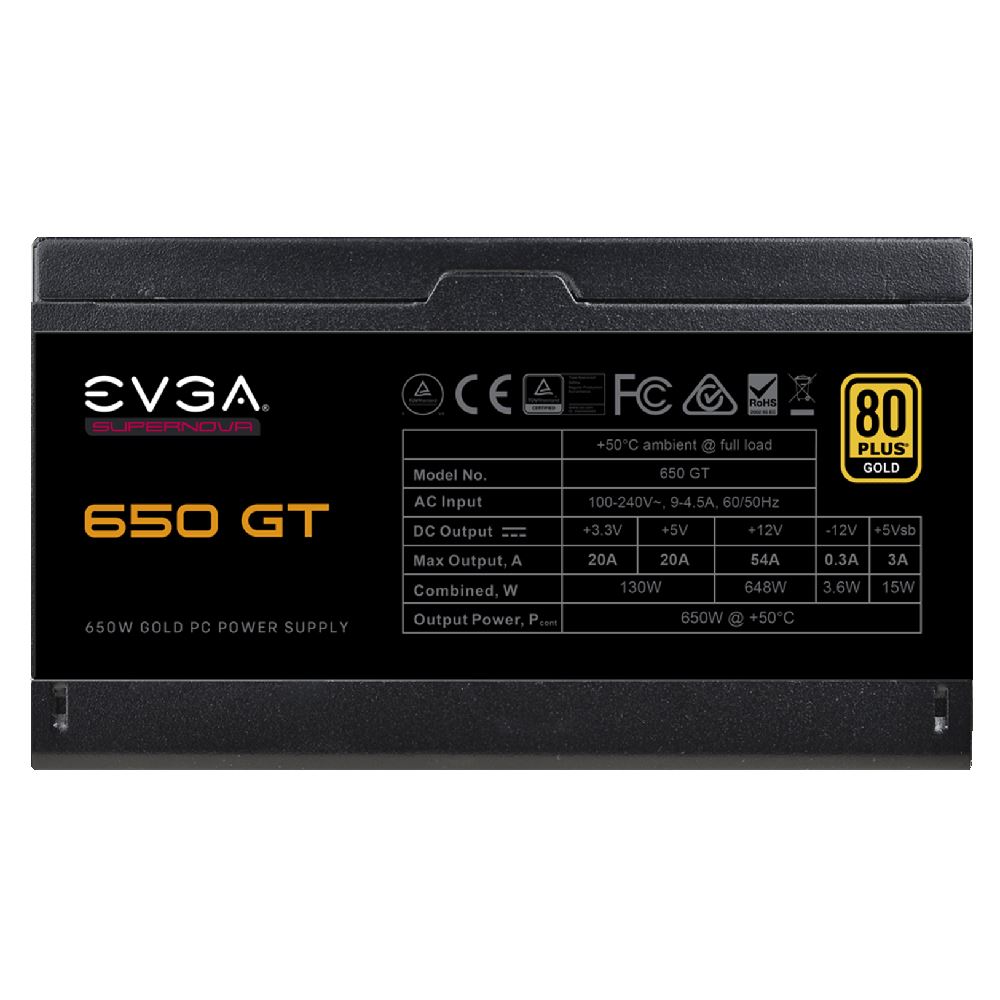 EVGA®
SUPERNOVA
650 GT
650W GOLD PC POWER SUPPLY
CE
FC
CERTIFIED
RoHS
80
PLUS®
GOLD
+50°C ambient @ full load
Model No. 650 GT
AC Input 100-240V~, 9-4.5A, 60/50Hz
DC Output +3.3V +5V +12V -12V +5Vsb
Max Output, A 20A 20A 54A 0.3A 3A
Combined, W 130W 648W 3.6W 15W
Output Power, Pcont 650W @ +50°C